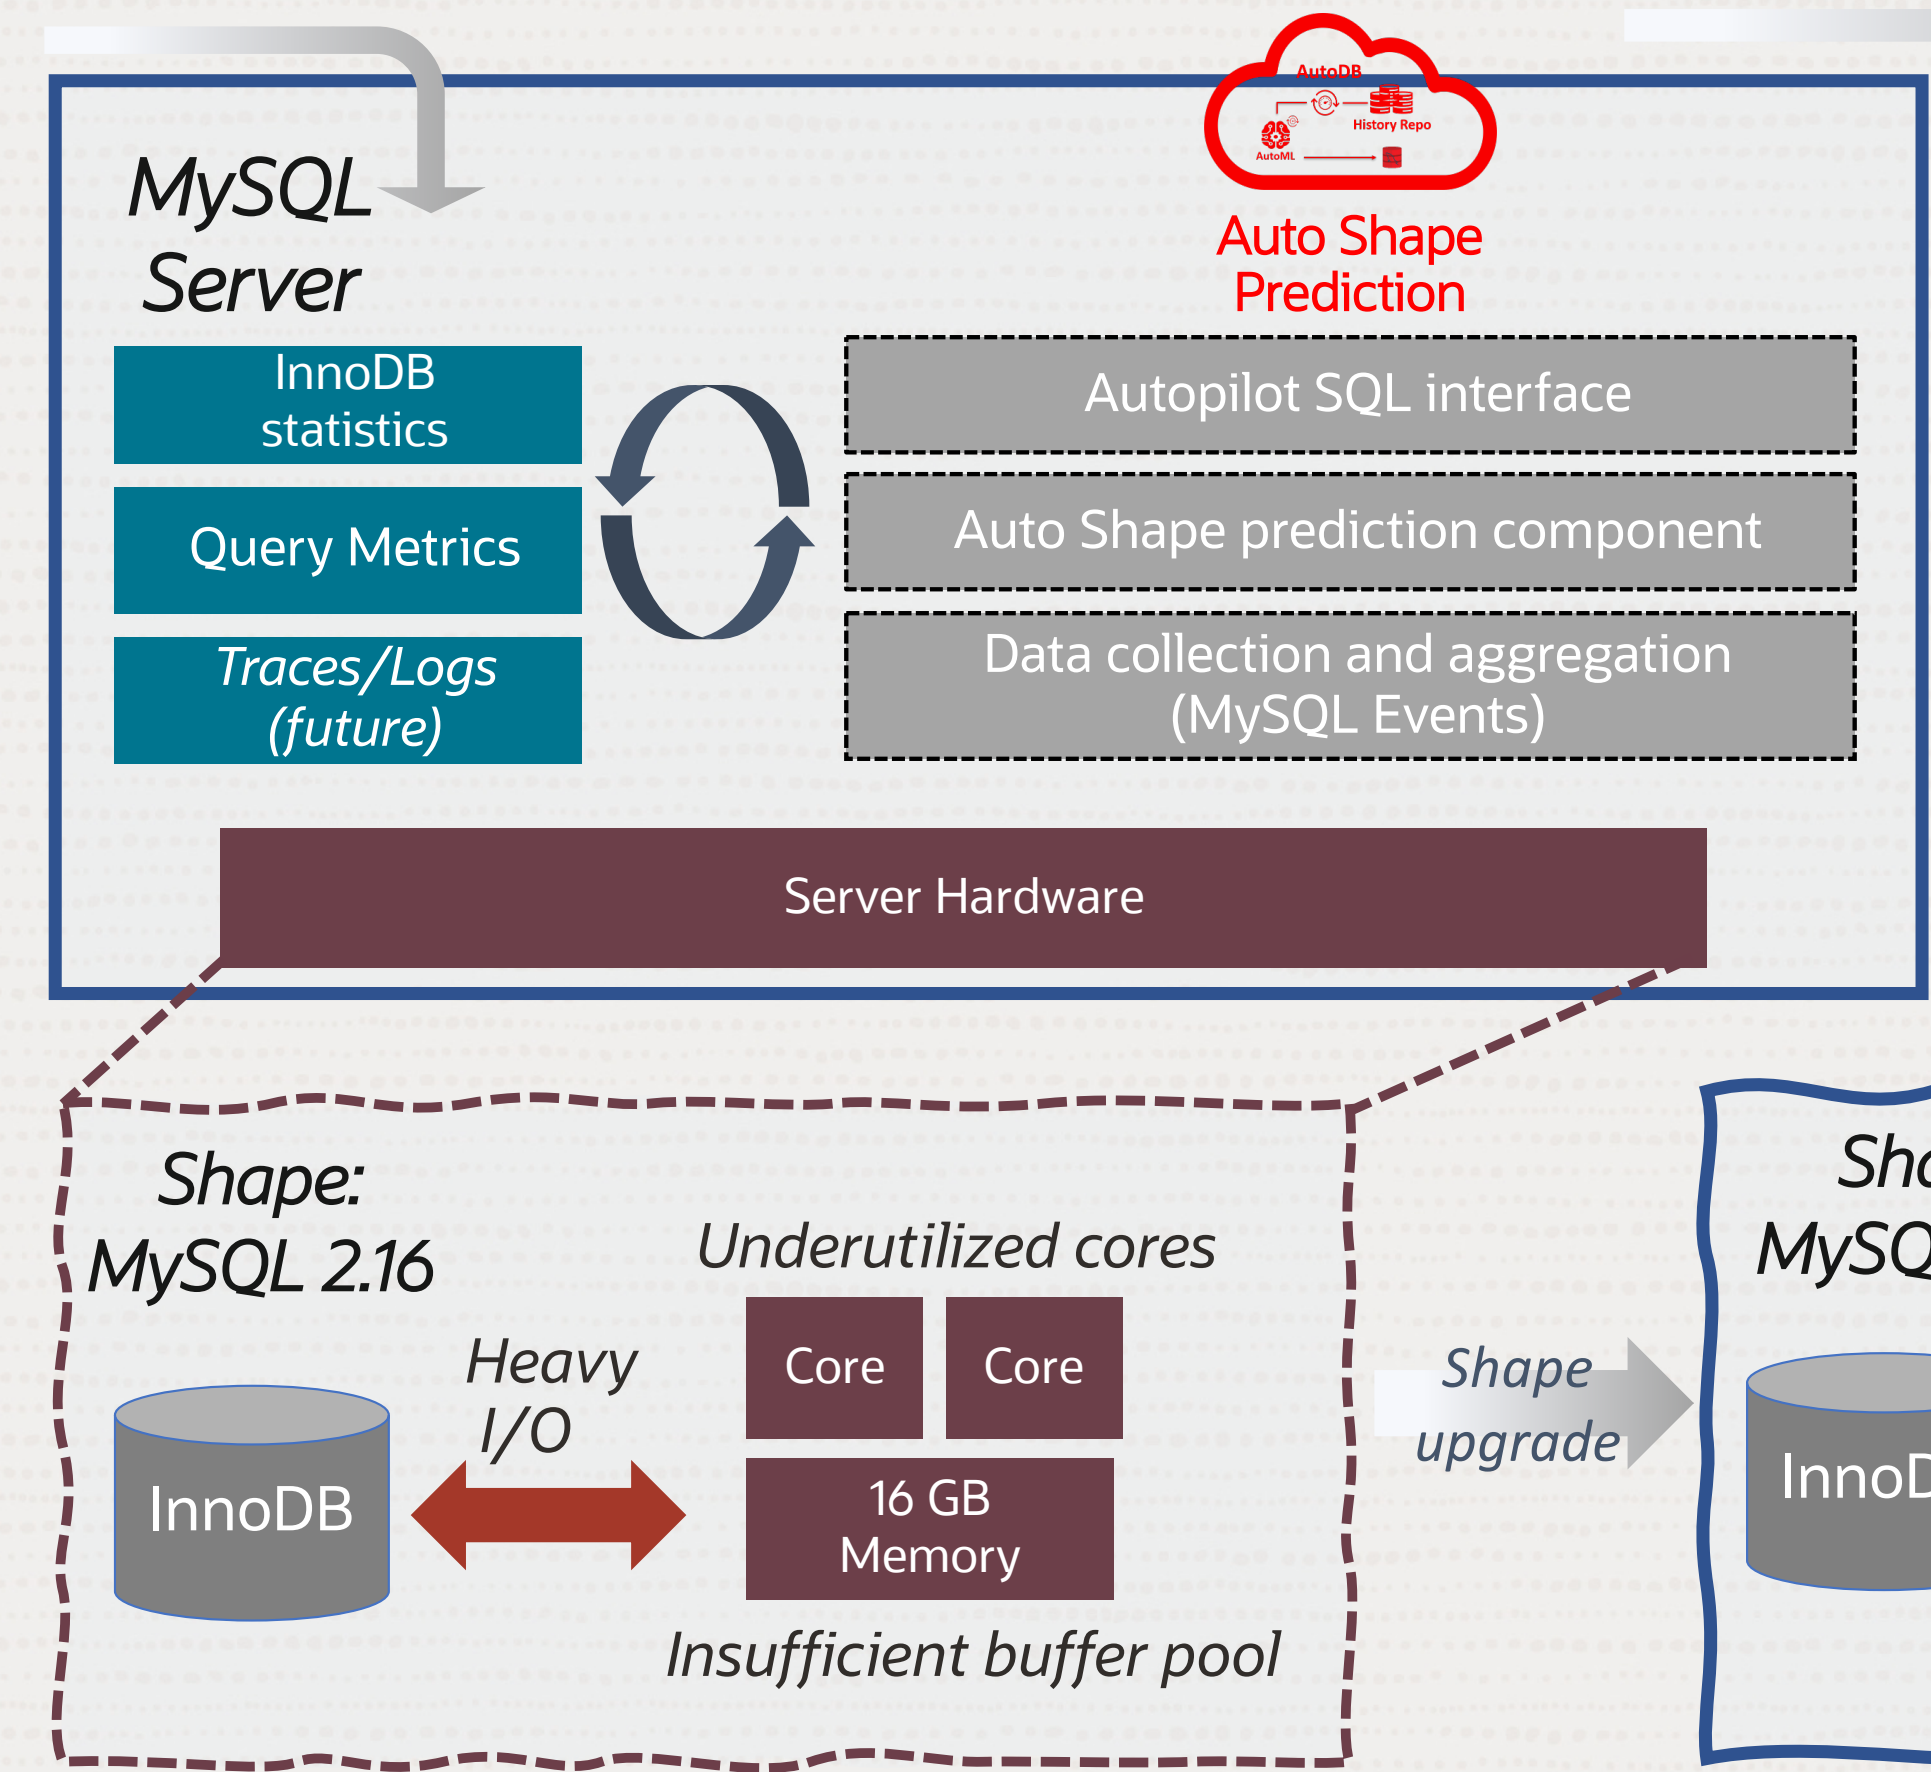 AutoDB
History Repo
AutoML
MySQL
Server
Auto Shape
Prediction
InnoDB
statistics
Query Metrics
Traces/Logs
(future)
Autopilot SQL interface
Auto Shape prediction component
Data collection and aggregation
(MySQL Events)
Server Hardware
Shape:
MySQL 2.16
Underutilized cores
Heavy
I/O
Core
Core
InnoDB
16 GB
Memory
Insufficient buffer pool
Shape
upgrade